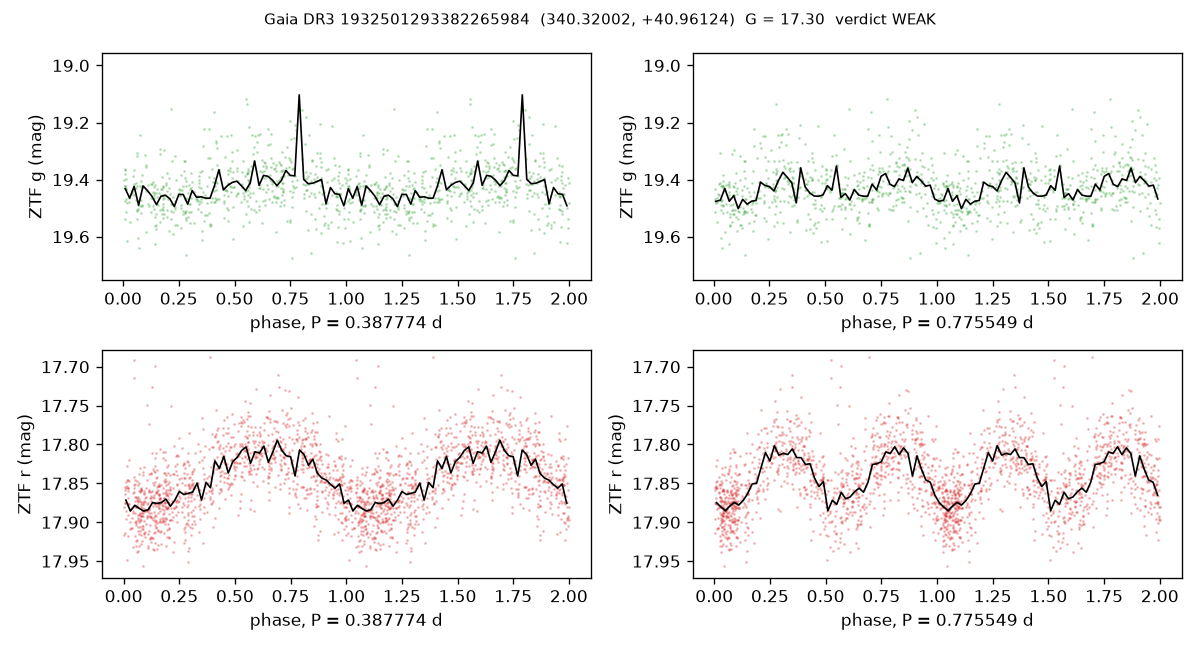 Gaia DR3 1932501293382265984  (340.32002, +40.96124)  G = 17.30  verdict WEAK
ZTF g (mag)
19.0
19.2
19.4
19.6
0.00 0.25 0.50 0.75 1.00 1.25 1.50 1.75 2.00
phase, P = 0.387774 d
ZTF g (mag)
19.0
19.2
19.4
19.6
0.00 0.25 0.50 0.75 1.00 1.25 1.50 1.75 2.00
phase, P = 0.775549 d
ZTF r (mag)
17.70
17.75
17.80
17.85
17.90
17.95
0.00 0.25 0.50 0.75 1.00 1.25 1.50 1.75 2.00
phase, P = 0.387774 d
ZTF r (mag)
17.70
17.75
17.80
17.85
17.90
17.95
0.00 0.25 0.50 0.75 1.00 1.25 1.50 1.75 2.00
phase, P = 0.775549 d